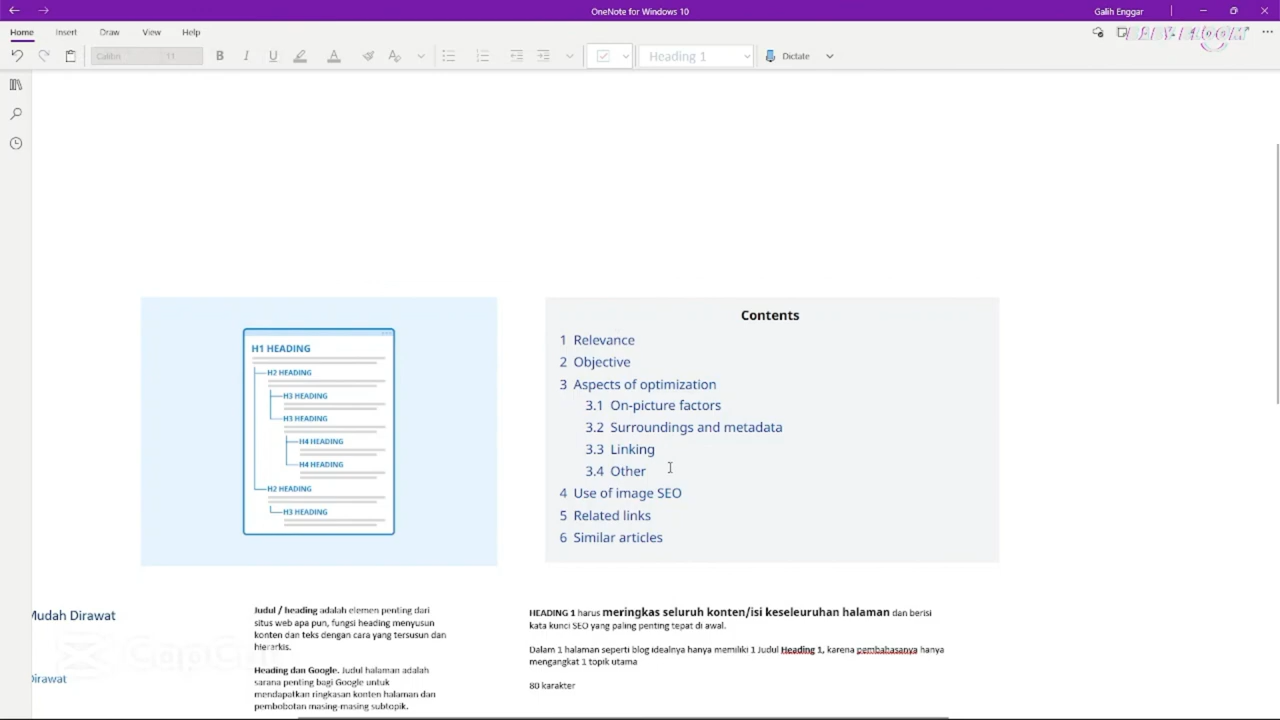 OneNote for Windows 10
Galih Enggar
Home Insert Draw View Help
Calibri 11
B I U
Heading 1
Dictate
H1 HEADING
H2 HEADING
H3 HEADING
H3 HEADING
H4 HEADING
H4 HEADING
H2 HEADING
H3 HEADING
Contents
1 Relevance
2 Objective
3 Aspects of optimization
3.1 On-picture factors
3.2 Surroundings and metadata
3.3 Linking
3.4 Other
4 Use of image SEO
5 Related links
6 Similar articles
Mudah Dirawat
Dirawat
Judul / heading adalah elemen penting dari
situs web apa pun, fungsi heading menyusun
konten dan teks dengan cara yang tersusun dan
hierarkis.
Heading dan Google. Judul halaman adalah
sarana penting bagi Google untuk
mendapatkan ringkasan konten halaman dan
pembobotan masing-masing subtopik.
HEADING 1 harus meringkas seluruh konten/isi keseleuruhan halaman dan berisi
kata kunci SEO yang paling penting tepat di awal.
Dalam 1 halaman seperti blog idealnya hanya memiliki 1 Judul Heading 1, karena pembahasanya hanya
mengangkat 1 topik utama
80 karakter